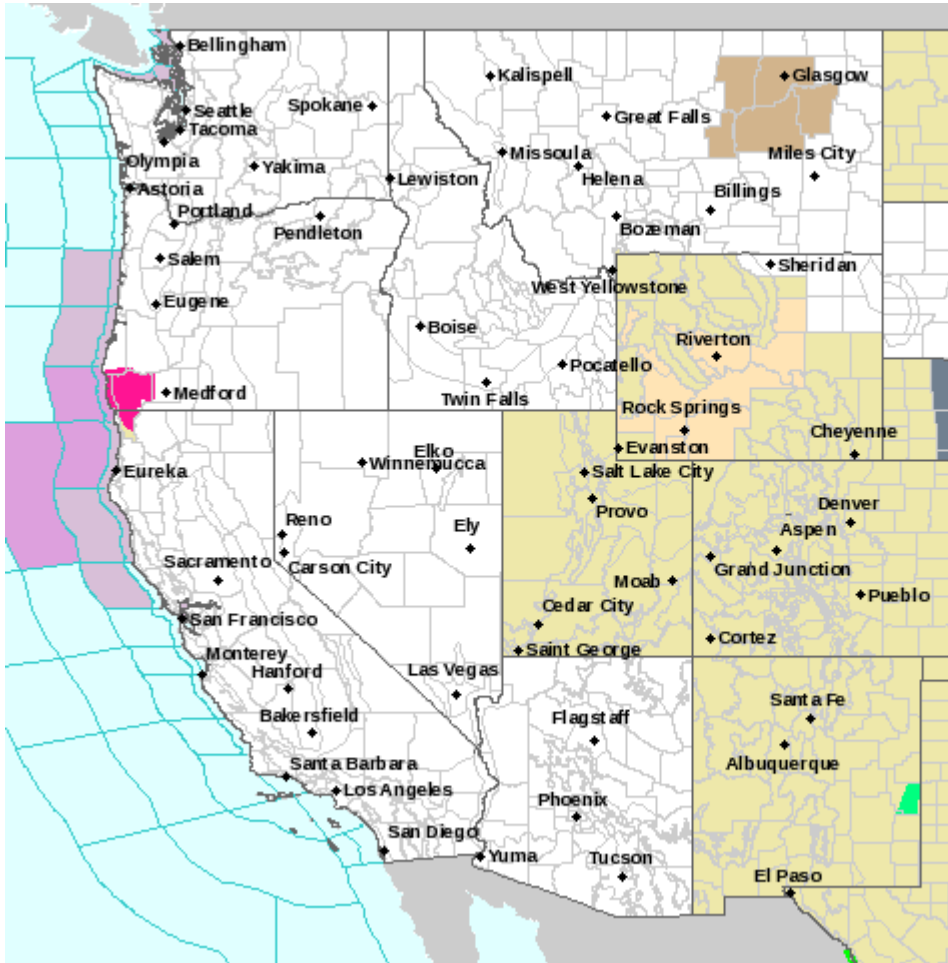 Bellingham
Kalispell
Glasgow
Spokane
Seattle
Great Falls
Tacoma
Olympia
Missoula
Miles City
Yakima
Helena
Lewiston
Astoria
Billings
Portland
Pendleton
Bozeman
Salem
Sheridan
West Yellowstone
Eugene
Boise
Riverton
Pocatello
Medford
Twin Falls
Rock Springs
Cheyenne
Evanston
Elko
Winnemucca
Eureka
Salt Lake City
Denver
Provo
Reno
Ely
Aspen
Sacramento
Carson City
Grand Junction
Moab
Pueblo
Cedar City
San Francisco
Cortez
Saint George
Monterey
Hanford
Las Vegas
Santa Fe
Bakersfield
Flagstaff
Albuquerque
Santa Barbara
Los Angeles
Phoenix
San Diego
Yuma
Tucson
El Paso